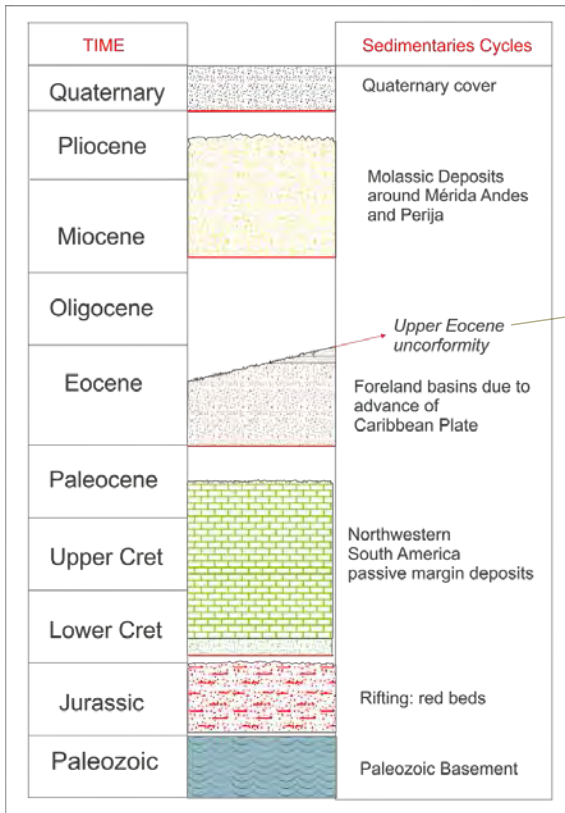 TIME
Sedimentaries Cycles
Quaternary
Quaternary cover
Pliocene
Molassic Deposits
around Mérida Andes
and Perija
Miocene
Oligocene
Upper Eocene
uncorformity
Eocene
Foreland basins due to
advance of
Caribbean Plate
Paleocene
Upper Cret
Northwestern
South America
passive margin deposits
Lower Cret
Jurassic
Rifting: red beds
Paleozoic
Paleozoic Basement